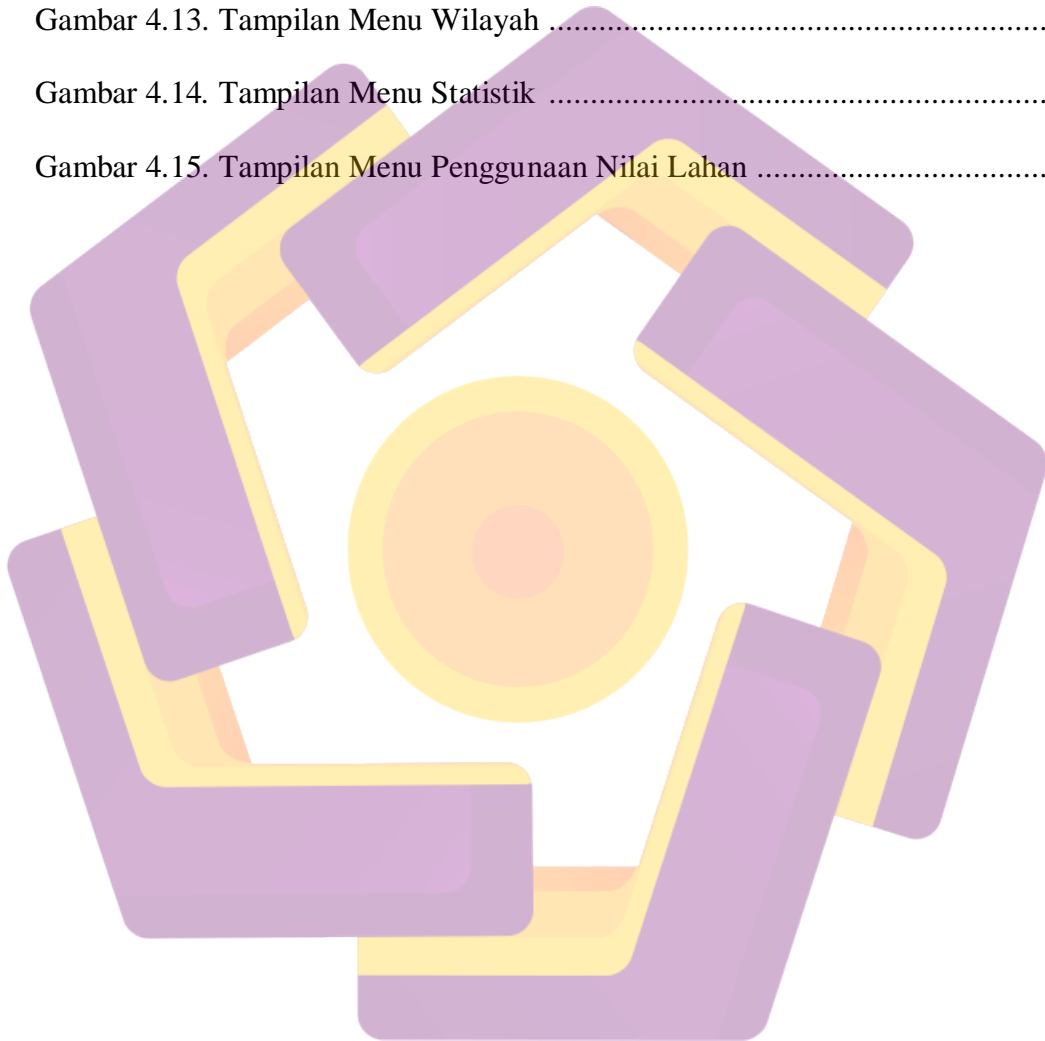 Gambar 4.13. Tampilan Menu Wilayah ............................................................
Gambar 4.14. Tampilan Menu Statistik ............................................................
Gambar 4.15. Tampilan Menu Penggunaan Nilai Lahan ...................................